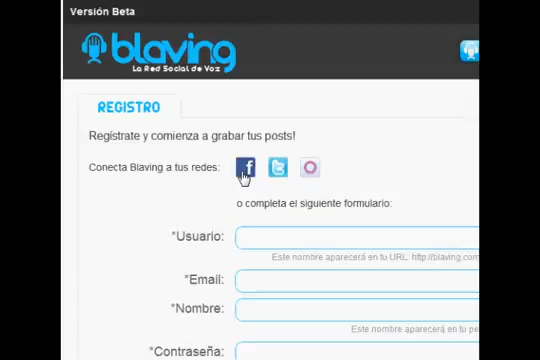 Versión Beta
blaving
La Red Social de Voz
REGISTRO
Regístrate y comienza a grabar tus posts!
Conecta Blaving a tus redes:
o completa el siguiente formulario:
*Usuario:
Este nombre aparecerá en tu URL: http://blaving.com
*Email:
*Nombre:
Este nombre aparecerá en tu pe
*Contraseña: